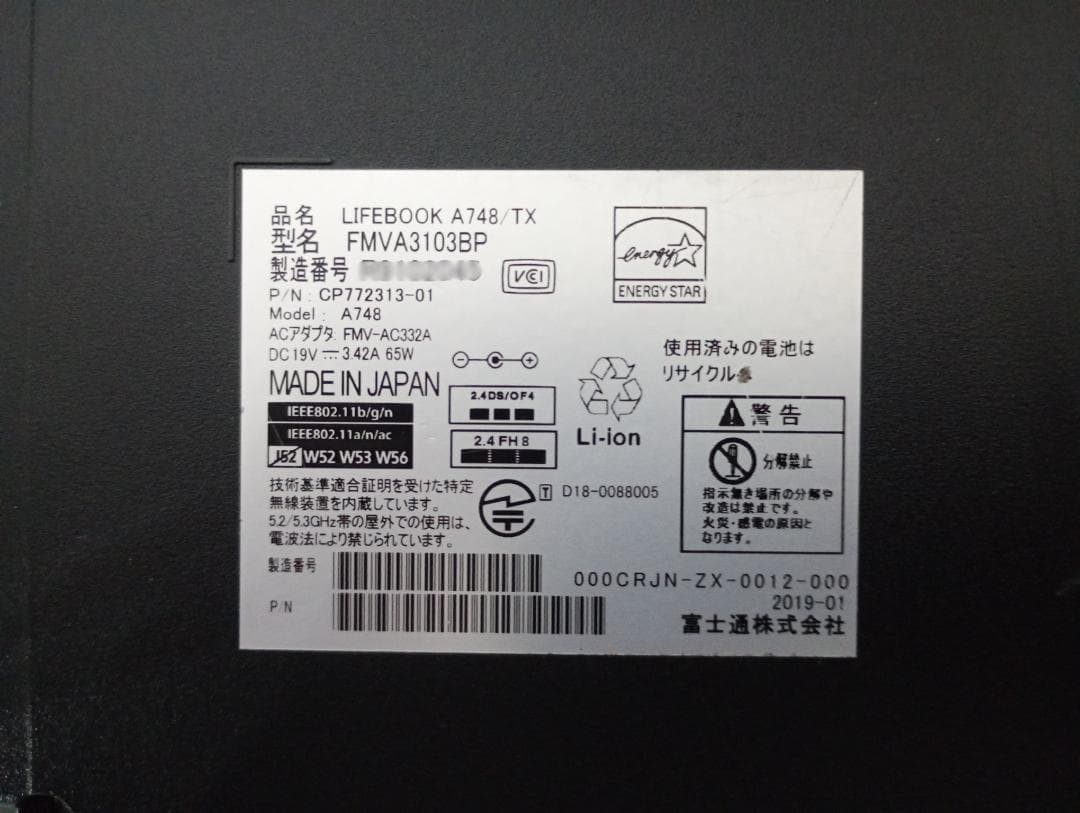 品名 LIFEBOOK A748/TX
型名 FMVA3103BP
製造番号
VCI
P/N : CP772313-01
Model : A748
ACアダプタ: FMV-AC332A
DC19V ⎓ 3.42A 65W
MADE IN JAPAN
energy
ENERGY STAR
IEEE802.11b/g/n
IEEE802.11a/n/ac
J52 W52 W53 W56
2.4DS/OF4
2.4FH8
Li-ion
使用済みの電池は
リサイクル
警告
分解禁止
指示無き場所の分解や
改造は禁止です。
火災・感電の原因と
なります。
技術基準適合証明を受けた特定
無線装置を内蔵しています。
5.2/5.3GHz帯の屋外での使用は、
電波法により禁じられています。
T D18-0088005
製造番号
P/N
000CRJN-ZX-0012-000
2019-01
富士通株式会社